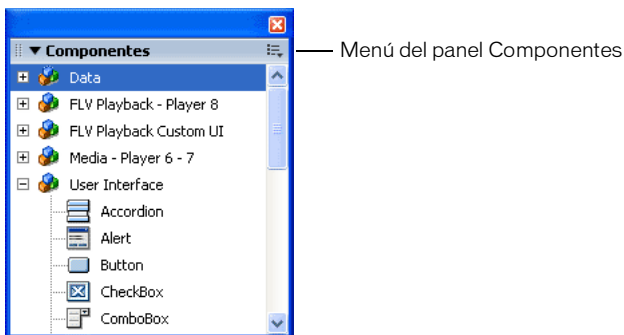 Componentes
Menú del panel Componentes
Data
FLV Playback - Player 8
FLV Playback Custom UI
Media - Player 6 - 7
User Interface
Accordion
Alert
Button
CheckBox
ComboBox